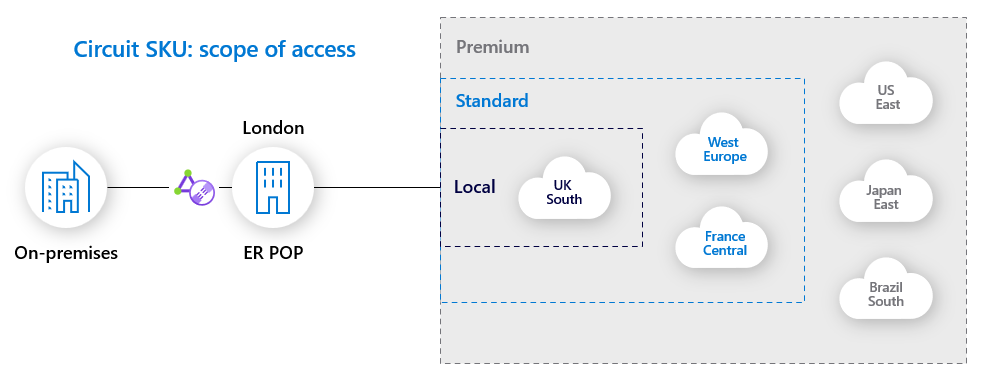 Circuit SKU: scope of access
On-premises
London
ER POP
Premium
Standard
Local
UK
South
West
Europe
France
Central
US
East
Japan
East
Brazil
South